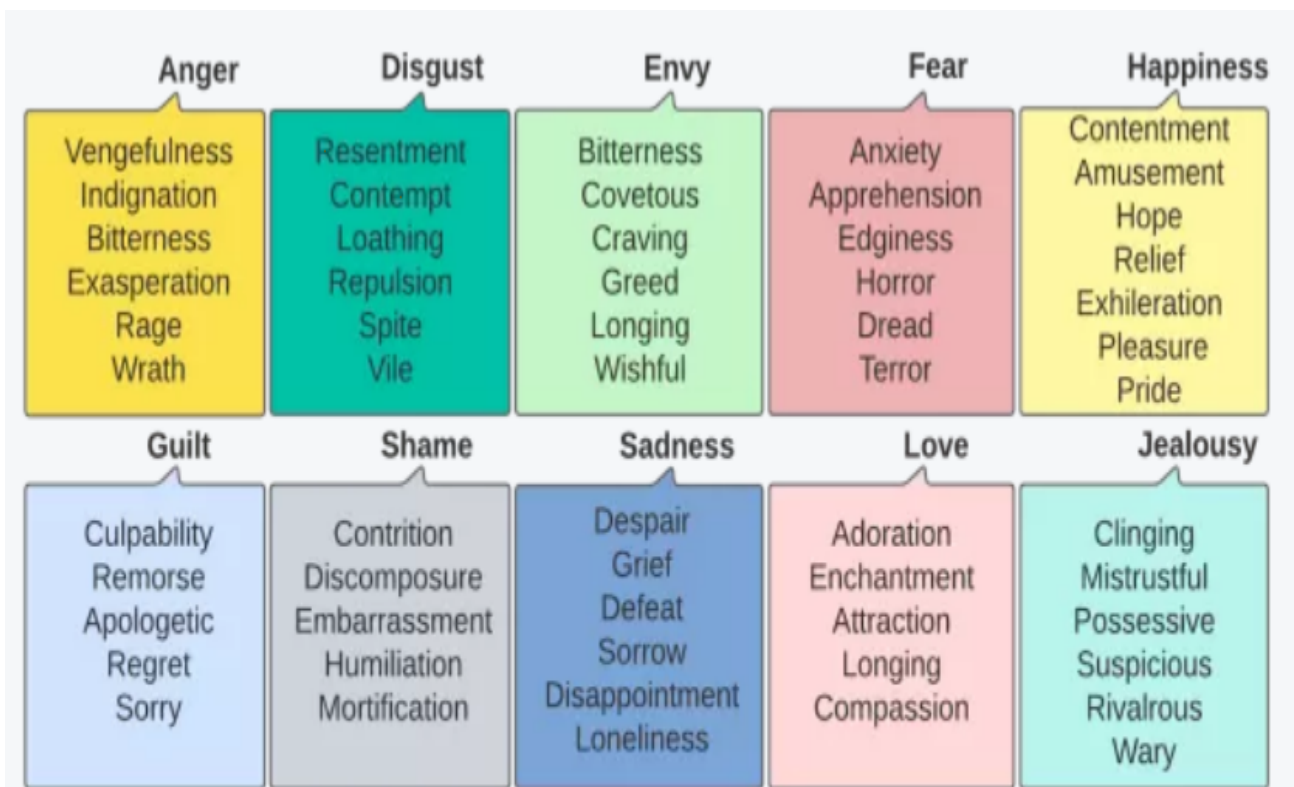 Anger
Vengefulness
Indignation
Bitterness
Exasperation
Rage
Wrath
Disgust
Resentment
Contempt
Loathing
Repulsion
Spite
Vile
Envy
Bitterness
Covetous
Craving
Greed
Longing
Wishful
Fear
Anxiety
Apprehension
Edginess
Horror
Dread
Terror
Happiness
Contentment
Amusement
Hope
Relief
Exhileration
Pleasure
Pride
Guilt
Culpability
Remorse
Apologetic
Regret
Sorry
Shame
Contrition
Discomposure
Embarrassment
Humiliation
Mortification
Sadness
Despair
Grief
Defeat
Sorrow
Disappointment
Loneliness
Love
Adoration
Enchantment
Attraction
Longing
Compassion
Jealousy
Clinging
Mistrustful
Possessive
Suspicious
Rivalrous
Wary